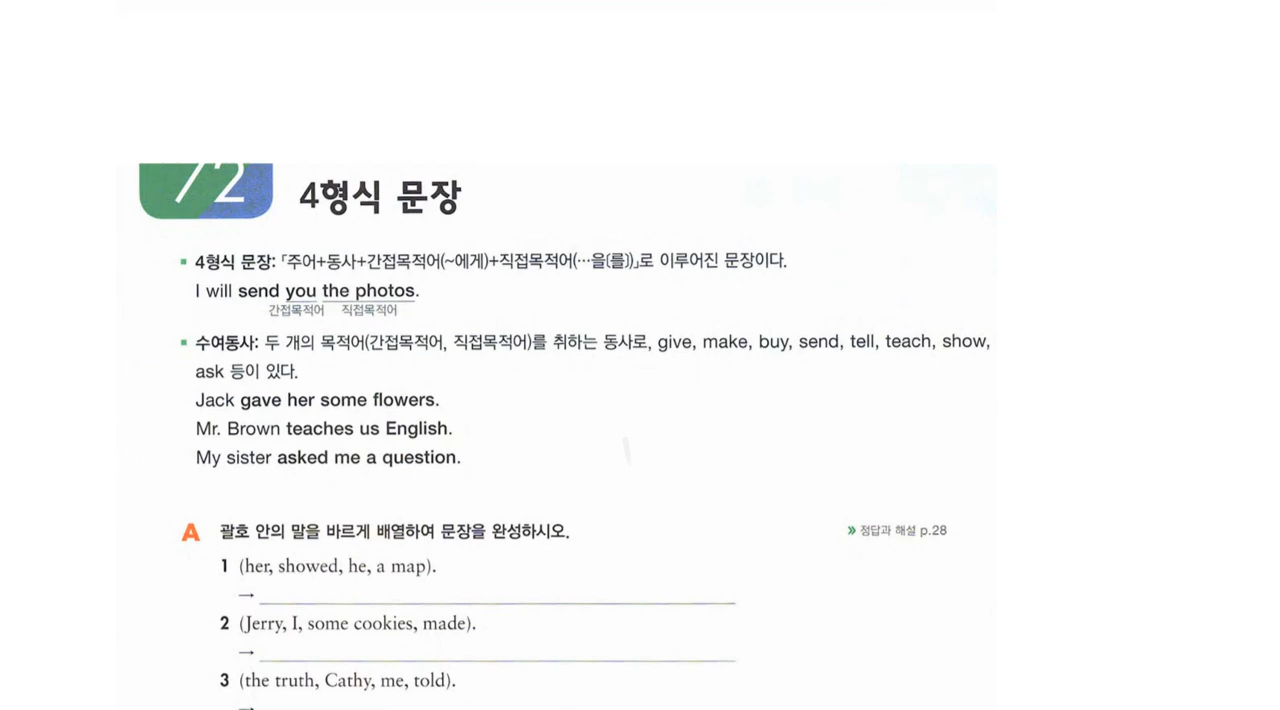 72
4형식 문장
▪ 4형식 문장: 「주어+동사+간접목적어(~에게)+직접목적어(…을(를))」로 이루어진 문장이다.
I will send you the photos.
간접목적어 직접목적어
▪ 수여동사: 두 개의 목적어(간접목적어, 직접목적어)를 취하는 동사로, give, make, buy, send, tell, teach, show,
ask 등이 있다.
Jack gave her some flowers.
Mr. Brown teaches us English.
My sister asked me a question.
A 괄호 안의 말을 바르게 배열하여 문장을 완성하시오. » 정답과 해설 p.28
1 (her, showed, he, a map).
→
2 (Jerry, I, some cookies, made).
→
3 (the truth, Cathy, me, told).
→